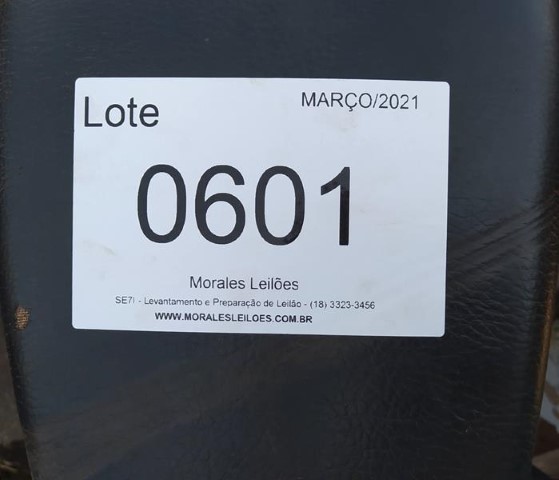 Lote MARÇO/2021
0601
Morales Leilões
SE7I - Levantamento e Preparação de Leilão - (18) 3323-3456
WWW.MORALESLEILOES.COM.BR